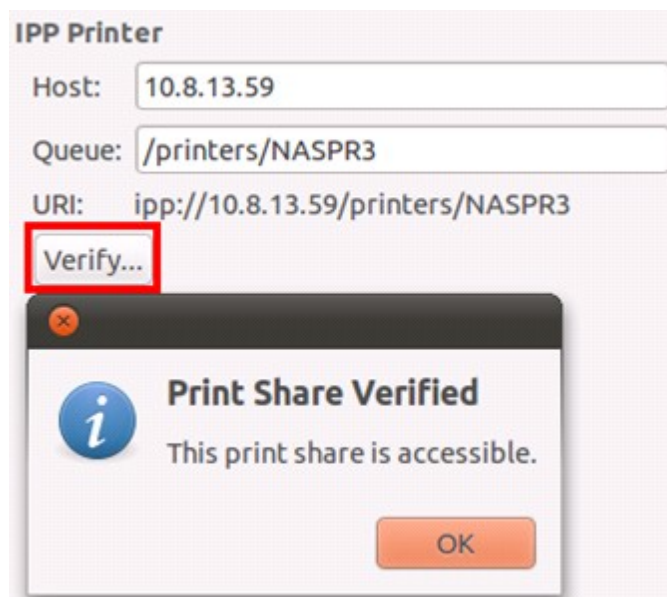 IPP Printer
Host: 10.8.13.59
Queue: /printers/NASPR3
URI: ipp://10.8.13.59/printers/NASPR3
Verify...
Print Share Verified
This print share is accessible.
OK